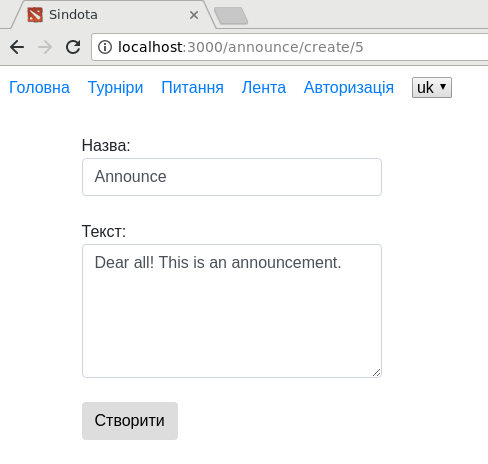 Sindota
localhost:3000/announce/create/5
Головна Турніри Питання Лента Авторизація uk
Назва:
Announce
Текст:
Dear all! This is an announcement.
Створити